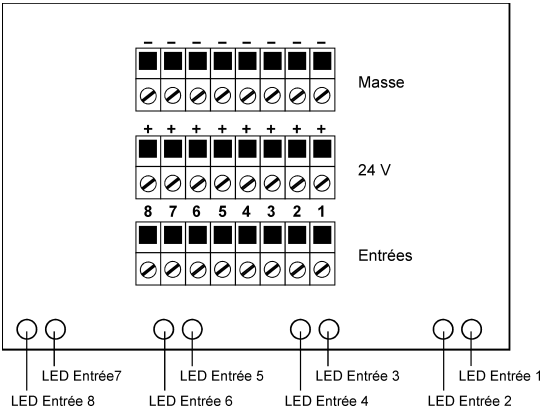 – – – – – – – –
Masse
+ + + + + + + +
24 V
8 7 6 5 4 3 2 1
Entrées
LED Entrée7 LED Entrée 5 LED Entrée 3 LED Entrée 1
LED Entrée 8 LED Entrée 6 LED Entrée 4 LED Entrée 2